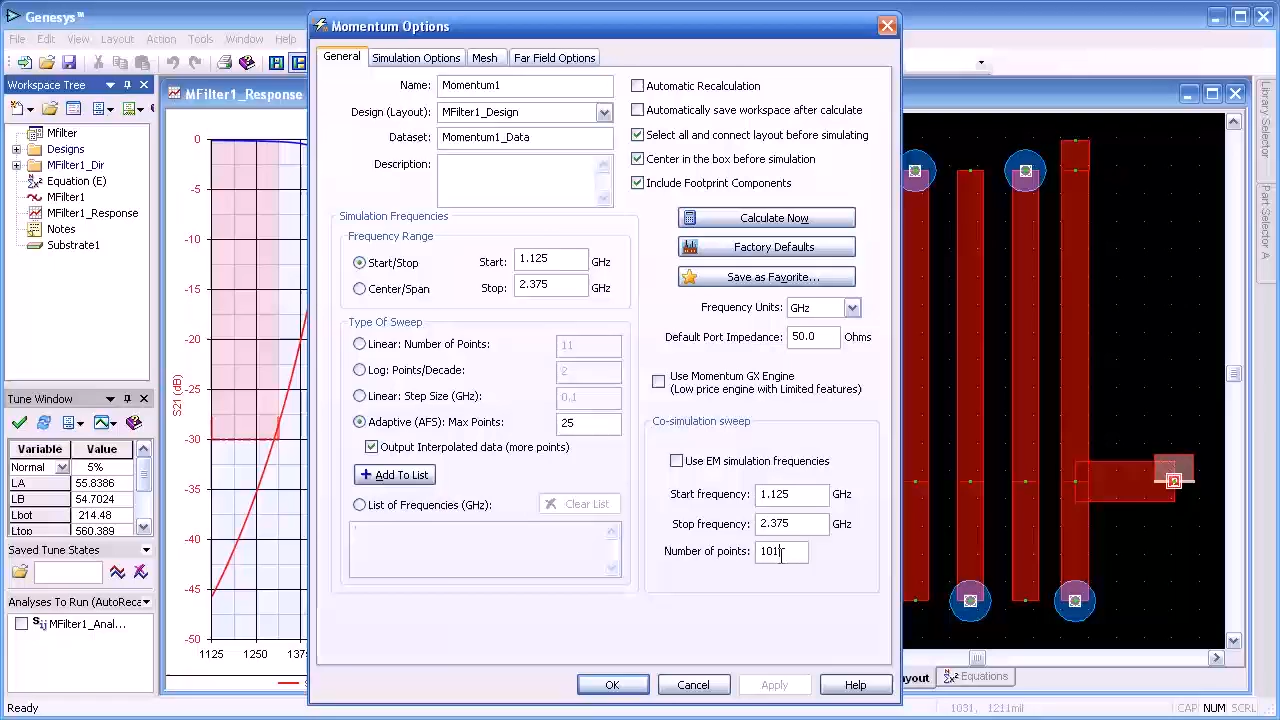 Genesys™
File Edit View Layout Action Tools Window Help
Workspace Tree
Mfilter
Designs
MFilter1_Dir
Equation (E)
MFilter1
MFilter1_Response
Notes
Substrate1
Tune Window
Variable Value
Normal 5%
LA 55.8386
LB 54.7024
Lbot 214.48
Ltop 560.389
Saved Tune States
Analyses To Run (AutoReca
MFilter1_Anal...
Ready
MFilter1_Response
0
-5
-10
-15
-20
-25
-30
-35
-40
-45
-50
S21 (dB)
1125 1250 1375
Momentum Options
General Simulation Options Mesh Far Field Options
Name: Momentum1
Design (Layout): MFilter1_Design
Dataset: Momentum1_Data
Description:
Simulation Frequencies
Frequency Range
Start/Stop Start: 1.125 GHz
Center/Span Stop: 2.375 GHz
Type Of Sweep
Linear: Number of Points: 11
Log: Points/Decade: 2
Linear: Step Size (GHz): 0.1
Adaptive (AFS): Max Points: 25
Output Interpolated data (more points)
Add To List
List of Frequencies (Hz): Clear List
Automatic Recalculation
Automatically save workspace after calculate
Select all and connect layout before simulating
Center in the box before simulation
Include Footprint Components
Calculate Now
Factory Defaults
Save as Favorite...
Frequency Units: GHz
Default Port Impedance: 50.0 Ohms
Use Momentum GX Engine
(Low price engine with Limited features)
Co-simulation sweep
Use EM simulation frequencies
Start frequency: 1.125 GHz
Stop frequency: 2.375 GHz
Number of points: 101
OK Cancel Apply Help
Library Selector
Part Selector A
ayout Equations
1031, 1211mil CAP NUM SCRL